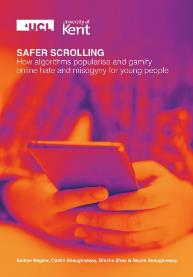 UCL
University of
Kent
SAFER SCROLLING
How algorithms popularise and gamify
online hate and misogyny for young people
Kaitlyn Regehr, Caitlin Shaughnessy, Minzhu Zhao & Nicola Shaughnessy